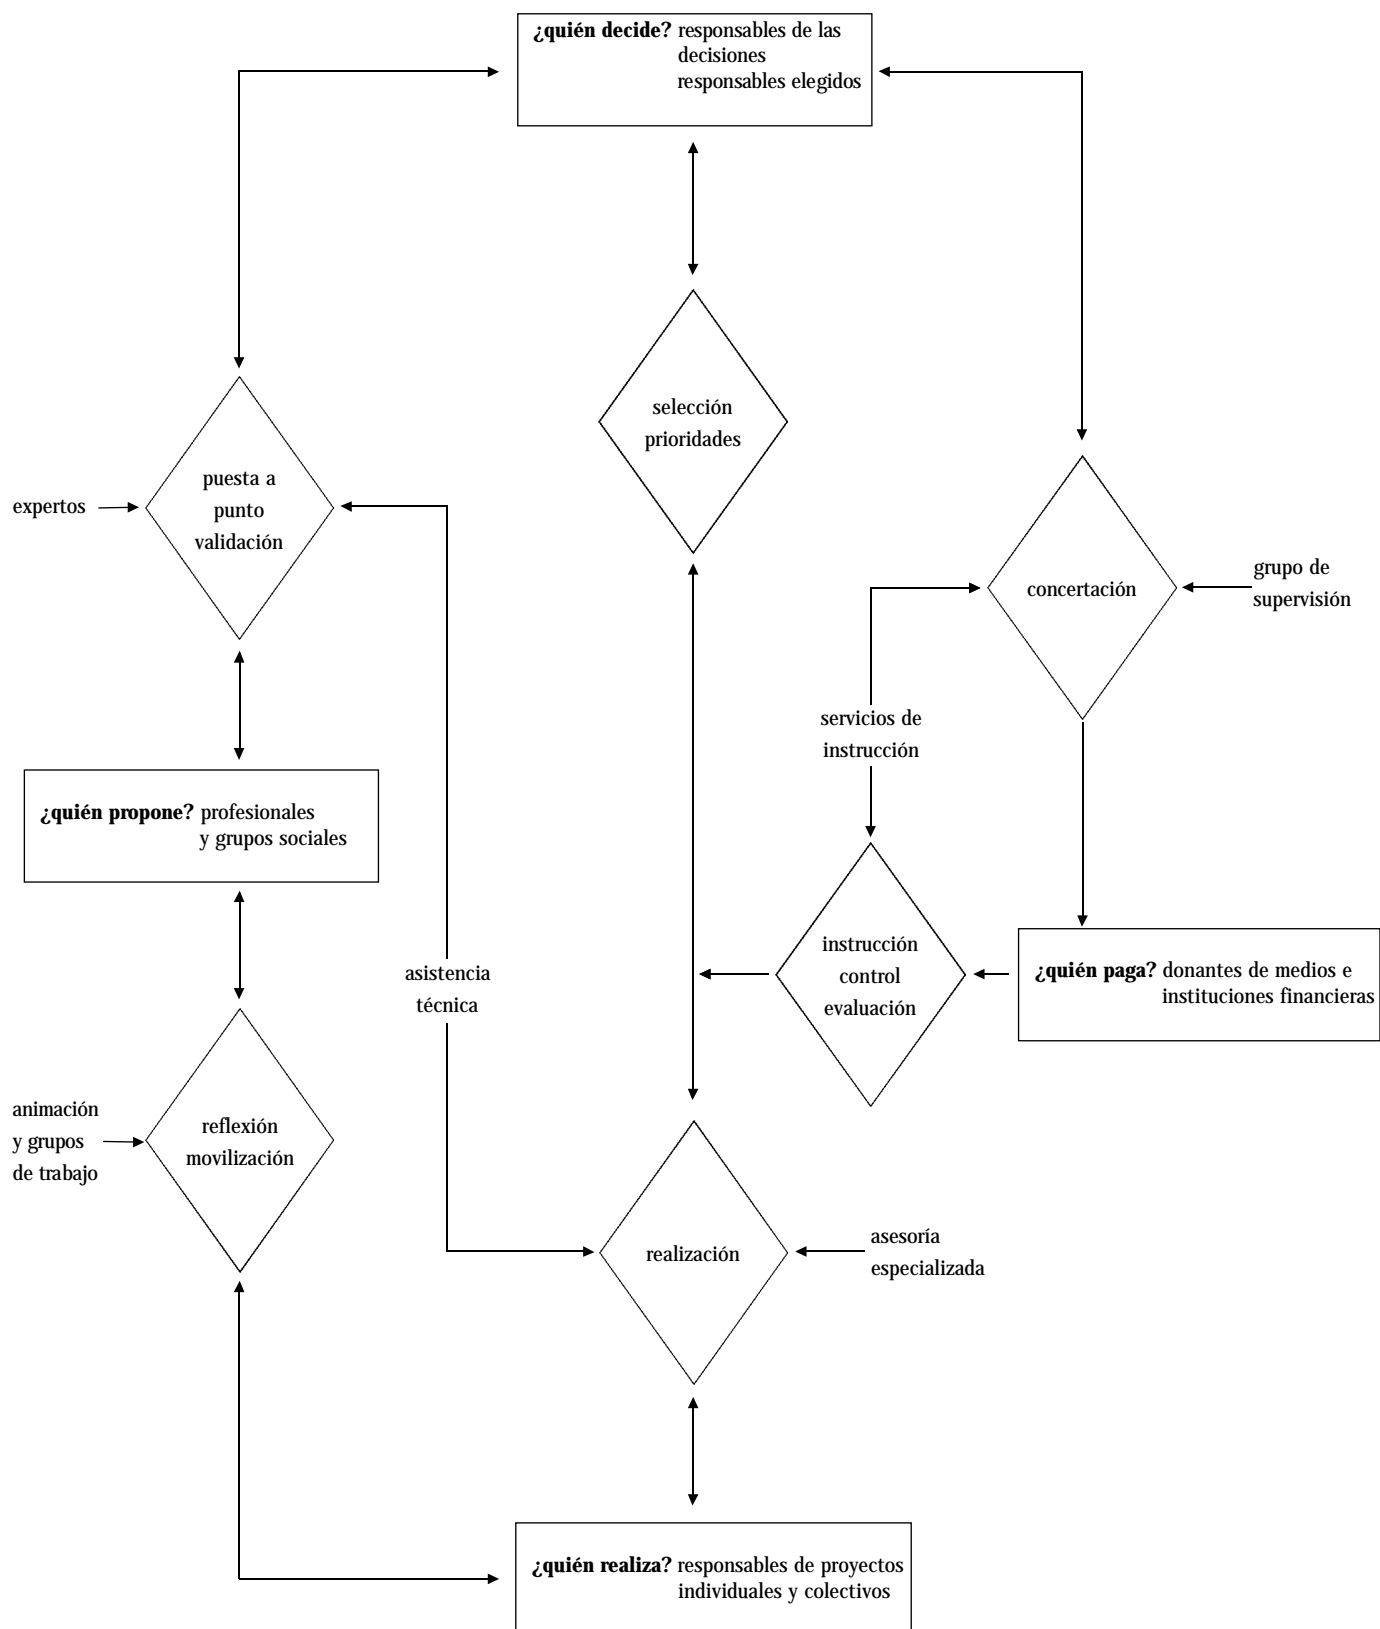 ¿quién decide? responsables de las
decisiones
responsables elegidos
selección
prioridades
puesta a
punto
validación
expertos
concertación
grupo de
supervisión
servicios de
instrucción
¿quién propone? profesionales
y grupos sociales
asistencia
técnica
instrucción
control
evaluación
¿quién paga? donantes de medios e
instituciones financieras
animación
y grupos
de trabajo
reflexión
movilización
realización
asesoría
especializada
¿quién realiza? responsables de proyectos
individuales y colectivos